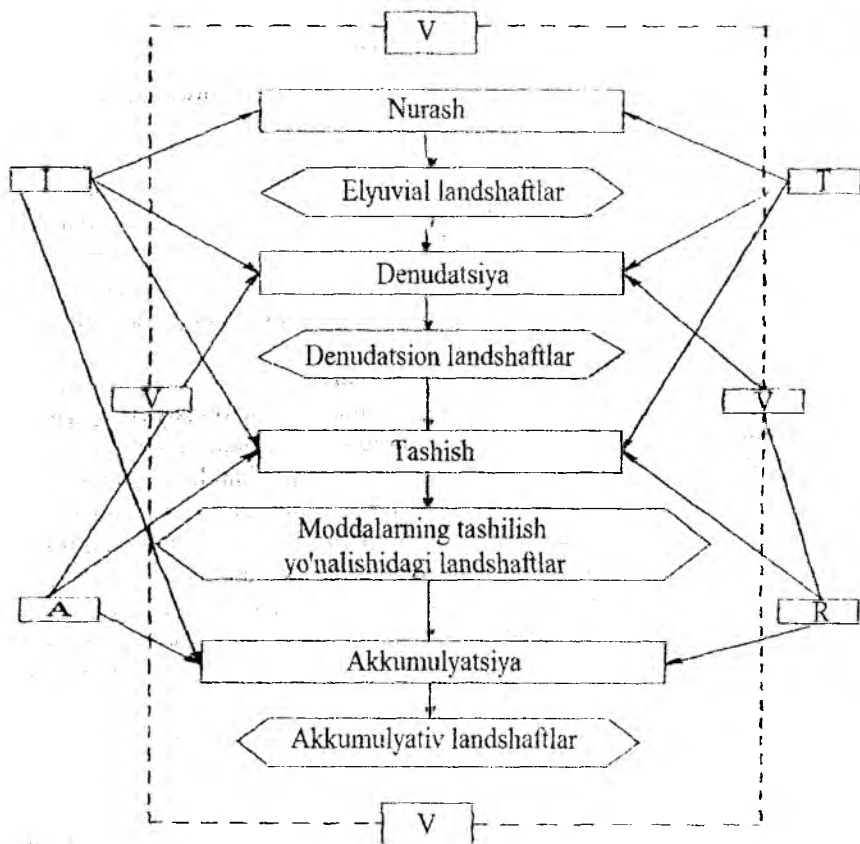 V
Nurash
I
T
Elyuvial landshaftlar
Denudatsiya
Denudatsion landshaftlar
V
V
Tashish
Moddalarning tashilish
yo'nalishidagi landshaftlar
A
R
Akkumulyatsiya
Akkumulyativ landshaftlar
V